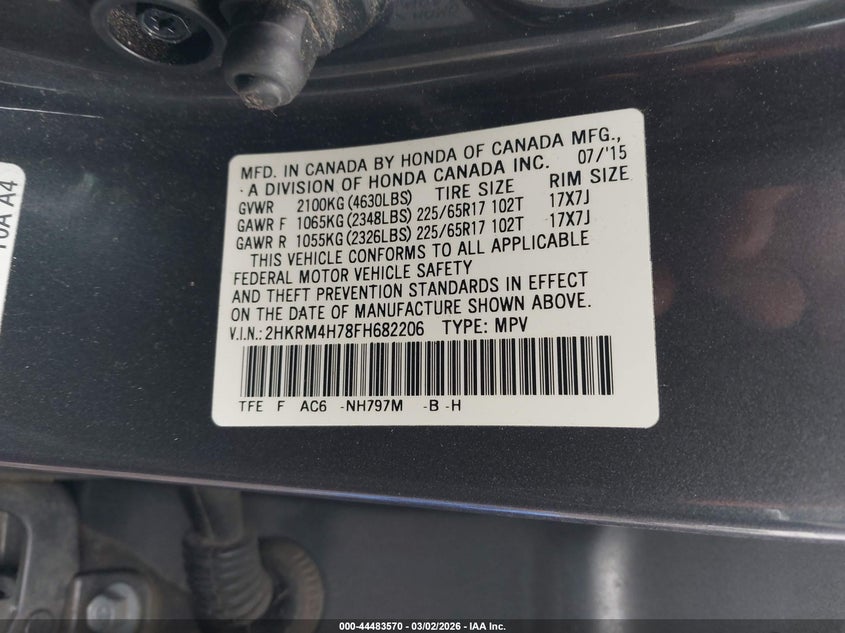 MFD. IN CANADA BY HONDA OF CANADA MFG.,
A DIVISION OF HONDA CANADA INC. 07/'15
TIRE SIZE RIM SIZE
GVWR 2100KG (4630LBS)
GAWR F 1065KG (2348LBS) 225/65R17 102T 17X7J
GAWR R 1055KG (2326LBS) 225/65R17 102T 17X7J
THIS VEHICLE CONFORMS TO ALL APPLICABLE
FEDERAL MOTOR VEHICLE SAFETY
AND THEFT PREVENTION STANDARDS IN EFFECT
ON THE DATE OF MANUFACTURE SHOWN ABOVE.
V.I.N.: 2HKRM4H78FH682206 TYPE: MPV
TFE F AC6 -NH797M -B -H
10A A4
000-44483570 - 03/02/2026 - IAA Inc.